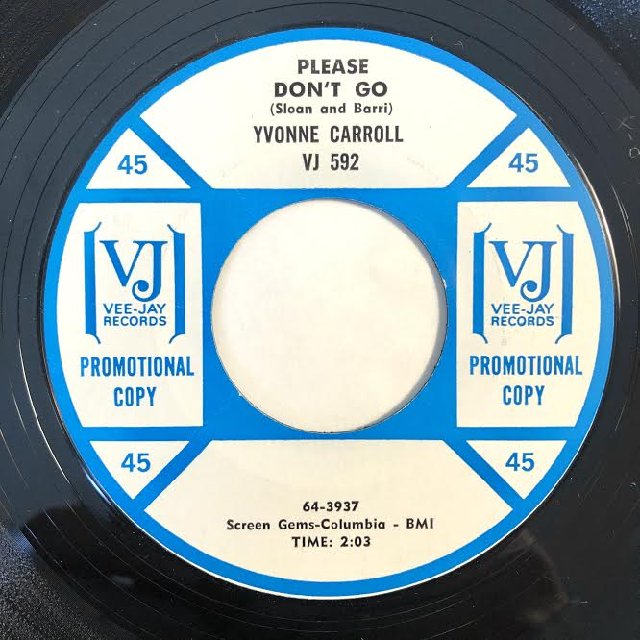 PLEASE
DON'T GO
(Sloan and Barri)
YVONNE CARROLL
VJ 592
45
45
VJ
VEE-JAY
RECORDS
PROMOTIONAL
COPY
VJ
VEE-JAY
RECORDS
PROMOTIONAL
COPY
45
45
64-3937
Screen Gems-Columbia - BMI
TIME: 2:03